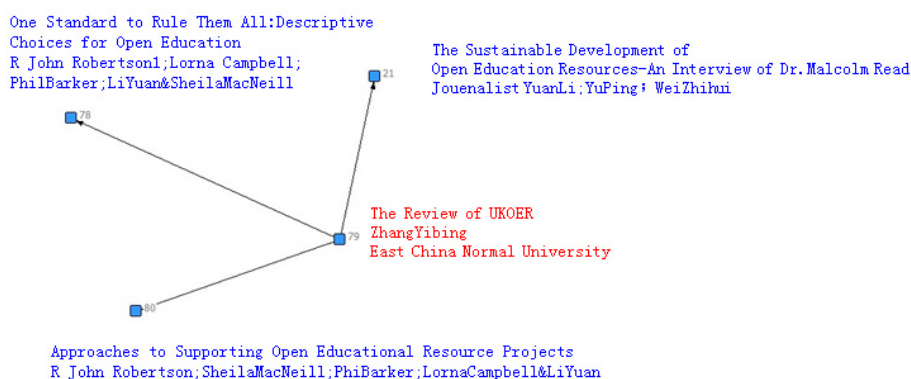 One Standard to Rule Them All:Descriptive
Choices for Open Education
R John Robertson1;Lorna Campbell;
PhilBarker;LiYuan&SheilaMacNeill
The Sustainable Development of
Open Education Resources-An Interview of Dr.Malcolm Read
Jouenalist YuanLi;YuPing；WeiZhihui
21
78
79
The Review of UKOER
ZhangYibing
East China Normal University
80
Approaches to Supporting Open Educational Resource Projects
R John Robertson;SheilaMacNeill;PhiBarker;LornaCampbell&LiYuan